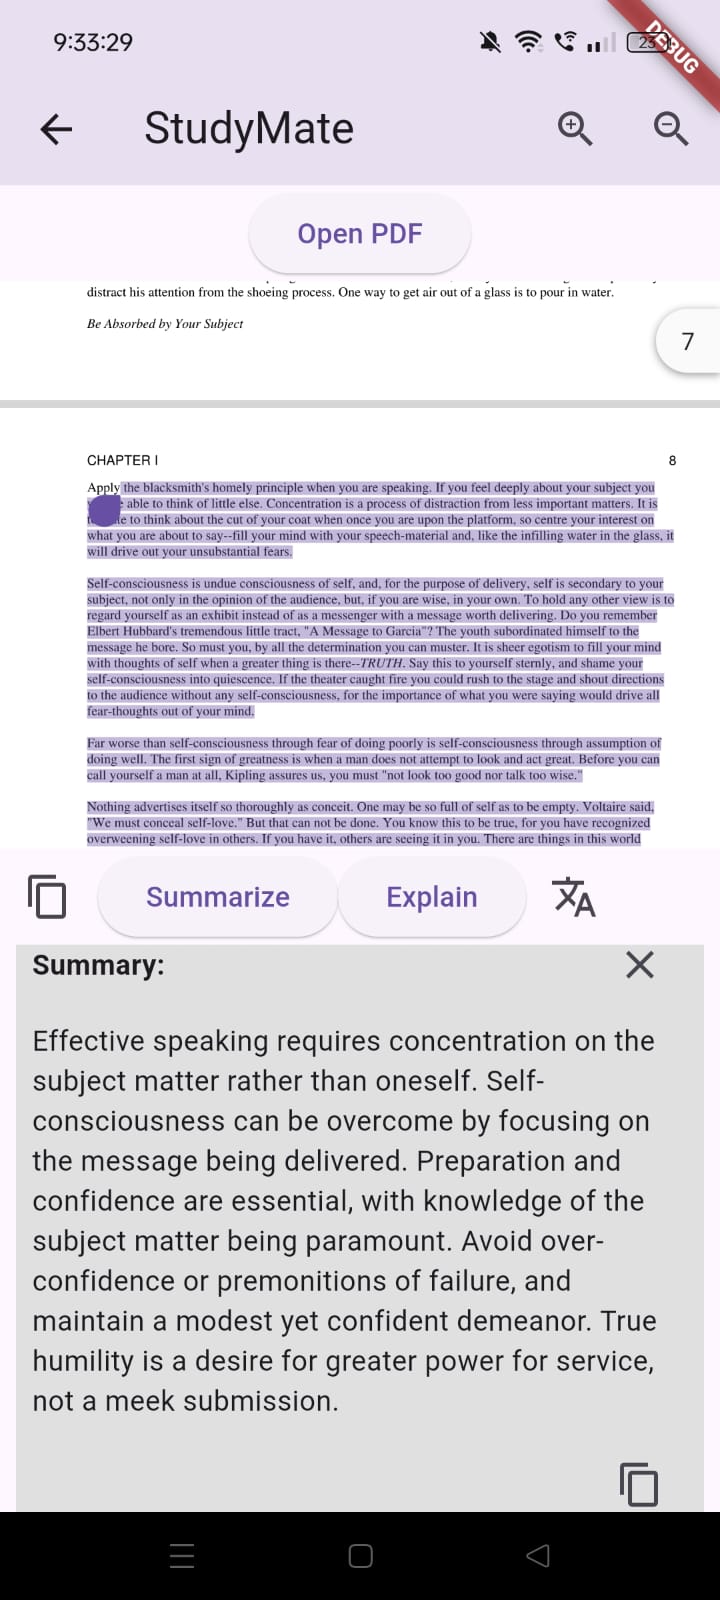 9:33:29
23
DEBUG
StudyMate
Open PDF
distract his attention from the shoeing process. One way to get air out of a glass is to pour in water.
Be Absorbed by Your Subject
7
CHAPTER I
8
Apply the blacksmith's homely principle when you are speaking. If you feel deeply about your subject you
able to think of little else. Concentration is a process of distraction from less important matters. It is
to think about the cut of your coat when once you are upon the platform, so centre your interest on
what you are about to say--fill your mind with your speech-material and, like the infilling water in the glass, it
will drive out your unsubstantial fears.
Self-consciousness is undue consciousness of self, and, for the purpose of delivery, self is secondary to your
subject, not only in the opinion of the audience, but, if you are wise, in your own. To hold any other view is to
regard yourself as an exhibit instead of as a messenger with a message worth delivering. Do you remember
Elbert Hubbard's tremendous little tract, "A Message to Garcia"? The youth subordinated himself to the
message he bore. So must you, by all the determination you can muster. It is sheer egotism to fill your mind
with thoughts of self when a greater thing is there--TRUTH. Say this to yourself sternly, and shame your
self-consciousness into quiescence. If the theater caught fire you could rush to the stage and shout directions
to the audience without any self-consciousness, for the importance of what you were saying would drive all
fear-thoughts out of your mind.
Far worse than self-consciousness through fear of doing poorly is self-consciousness through assumption of
doing well. The first sign of greatness is when a man does not attempt to look and act great. Before you can
call yourself a man at all, Kipling assures us, you must "not look too good nor talk too wise."
Nothing advertises itself so thoroughly as conceit. One may be so full of self as to be empty. Voltaire said,
"We must conceal self-love." But that can not be done. You know this to be true, for you have recognized
overweening self-love in others. If you have it, others are seeing it in you. There are things in this world
Summarize
Explain
Summary:
Effective speaking requires concentration on the
subject matter rather than oneself. Self-
consciousness can be overcome by focusing on
the message being delivered. Preparation and
confidence are essential, with knowledge of the
subject matter being paramount. Avoid over-
confidence or premonitions of failure, and
maintain a modest yet confident demeanor. True
humility is a desire for greater power for service,
not a meek submission.